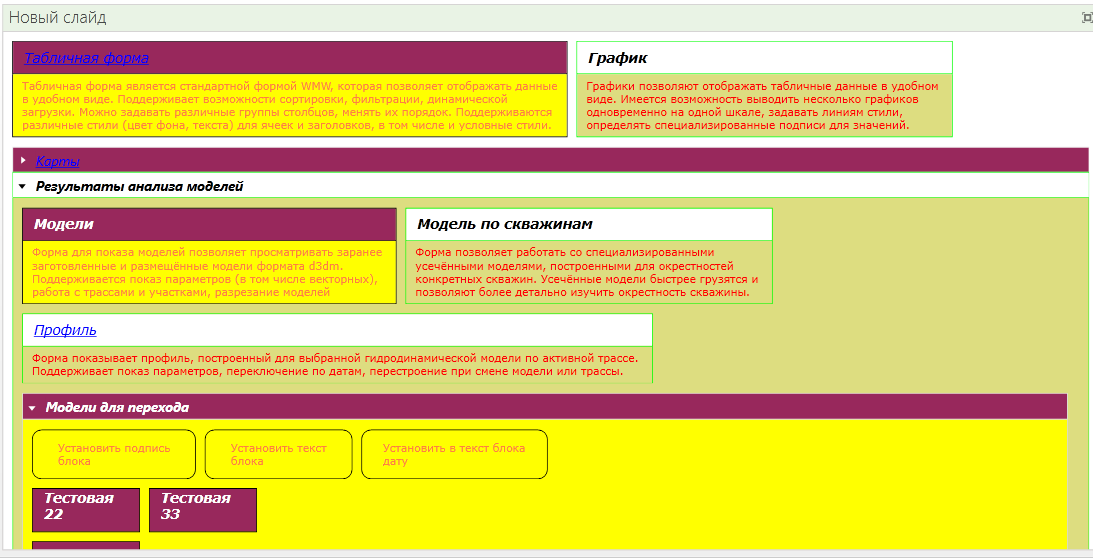 Новый слайд
Табличная форма
Табличная форма является стандартной формой WMW, которая позволяет отображать данные
в удобном виде. Поддерживает возможности сортировки, фильтрации, динамической
загрузки. Можно задавать различные группы столбцов, менять их порядок. Поддерживаются
различные стили (цвет фона, текста) для ячеек и заголовков, в том числе и условные стили.
График
Графики позволяют отображать табличные данные в удобном
виде. Имеется возможность выводить несколько графиков
одновременно на одной шкале, задавать линиям стили,
определять специализированные подписи для значений.
Карты
Результаты анализа моделей
Модели
Форма для показа моделей позволяет просматривать заранее
заготовленные и размещённые модели формата d3dm.
Поддерживается показ параметров (в том числе векторных),
работа с трассами и участками, разрезание моделей
Модель по скважинам
Форма позволяет работать со специализированными
усечёнными моделями, построенными для окрестностей
конкретных скважин. Усечённые модели быстрее грузятся и
позволяют более детально изучить окрестность скважины.
Профиль
Форма показывает профиль, построенный для выбранной гидродинамической модели по активной трассе.
Поддерживает показ параметров, переключение по датам, перестроение при смене модели или трассы.
Модели для перехода
Установить подпись
блока
Установить текст
блока
Установить в текст блока
дату
Тестовая
22
Тестовая
33